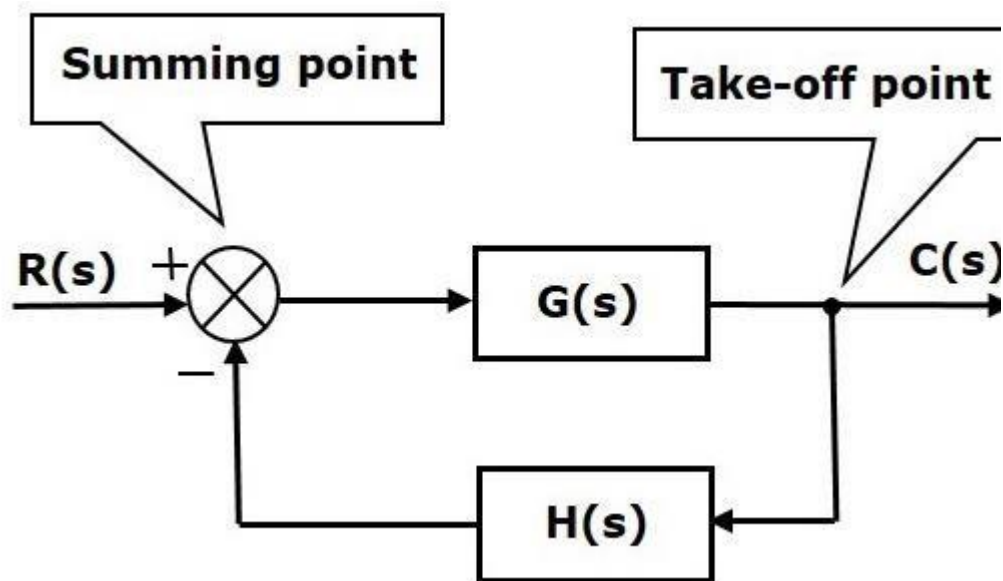 Summing point
Take-off point
R(s)
+
G(s)
C(s)
−
H(s)